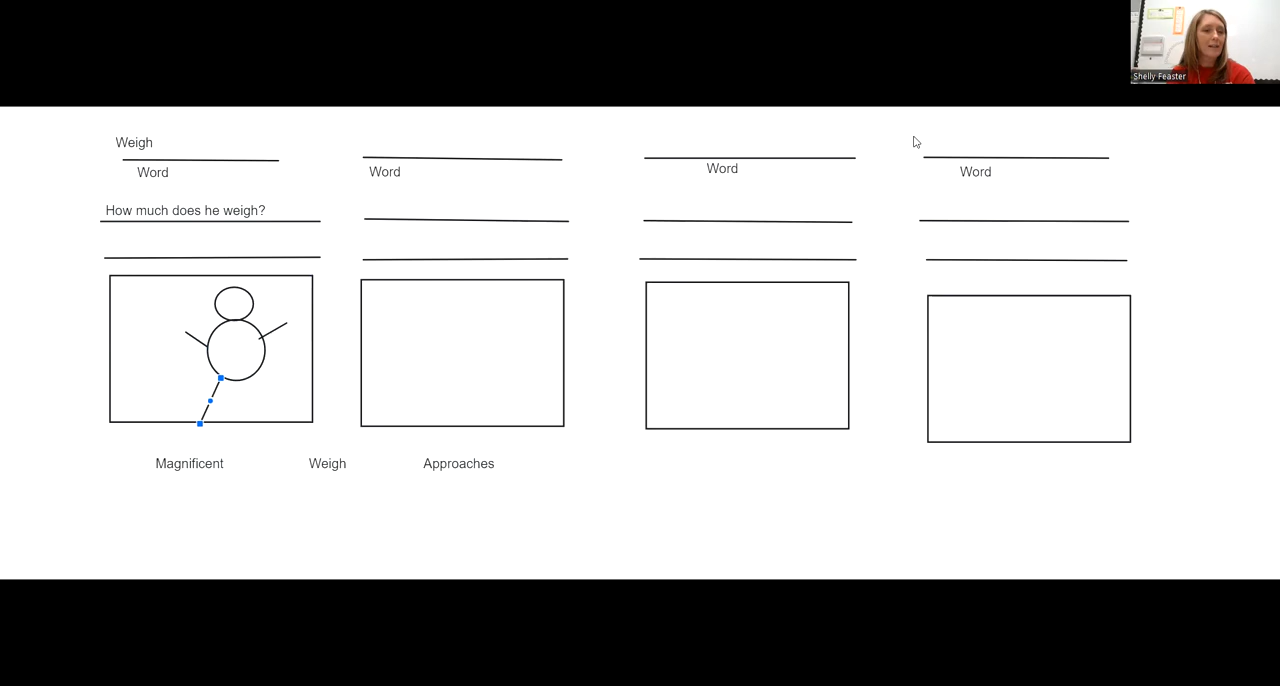 Shelly Feaster
Weigh
Word
Word
Word
Word
How much does he weigh?
Magnificent
Weigh
Approaches